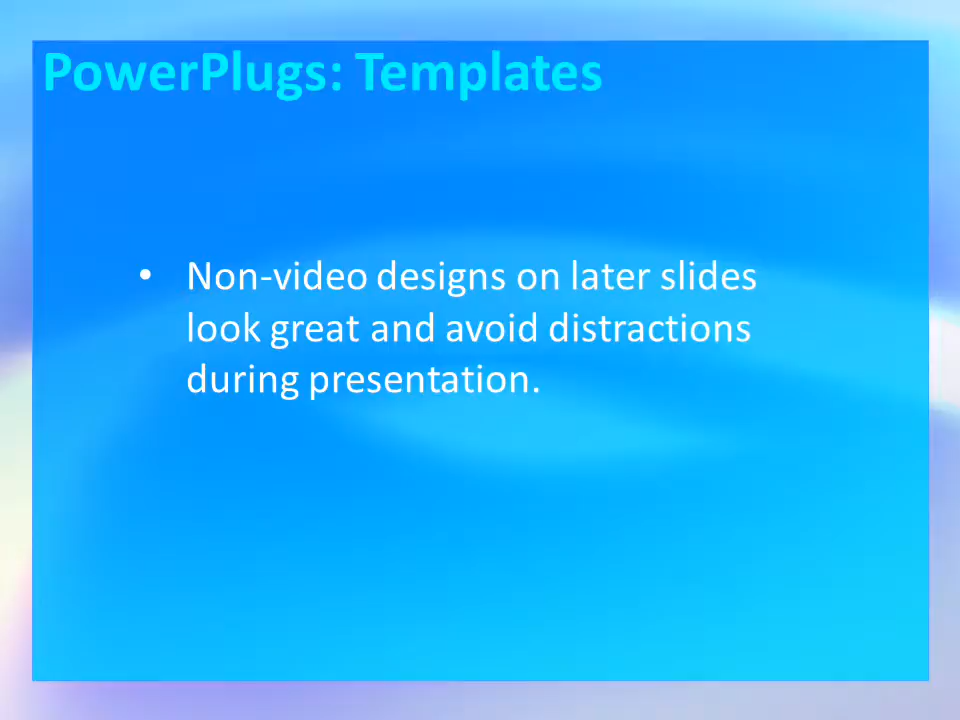 PowerPlugs: Templates
• Non-video designs on later slides
look great and avoid distractions
during presentation.